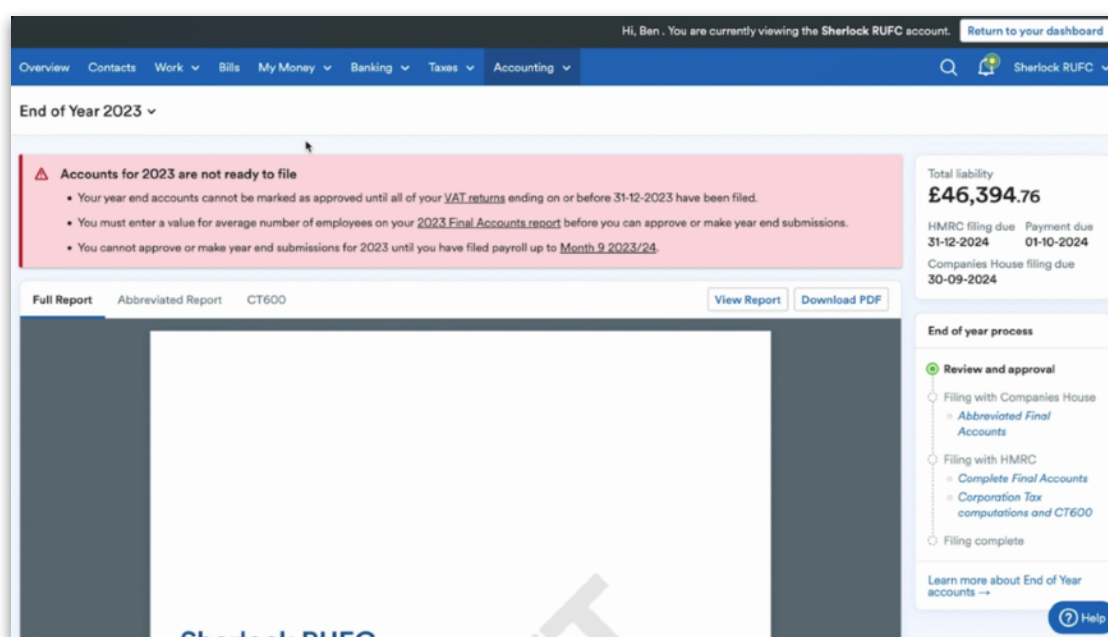 Hi, Ben . You are currently viewing the Sherlock RUFC account. Return to your dashboard
Overview Contacts Work Bills My Money Banking Taxes Accounting Sherlock RUFC
End of Year 2023
Accounts for 2023 are not ready to file
• Your year end accounts cannot be marked as approved until all of your VAT returns ending on or before 31-12-2023 have been filed.
• You must enter a value for average number of employees on your 2023 Final Accounts report before you can approve or make year end submissions.
• You cannot approve or make year end submissions for 2023 until you have filed payroll up to Month 9 2023/24.
Total liability
£46,394.76
HMRC filing due Payment due
31-12-2024 01-10-2024
Companies House filing due
30-09-2024
Full Report Abbreviated Report CT600 View Report Download PDF
End of year process
Review and approval
Filing with Companies House
Abbreviated Final
Accounts
Filing with HMRC
Complete Final Accounts
Corporation Tax
computations and CT600
Filing complete
Learn more about End of Year
accounts →
Help
Sherlock RUFC